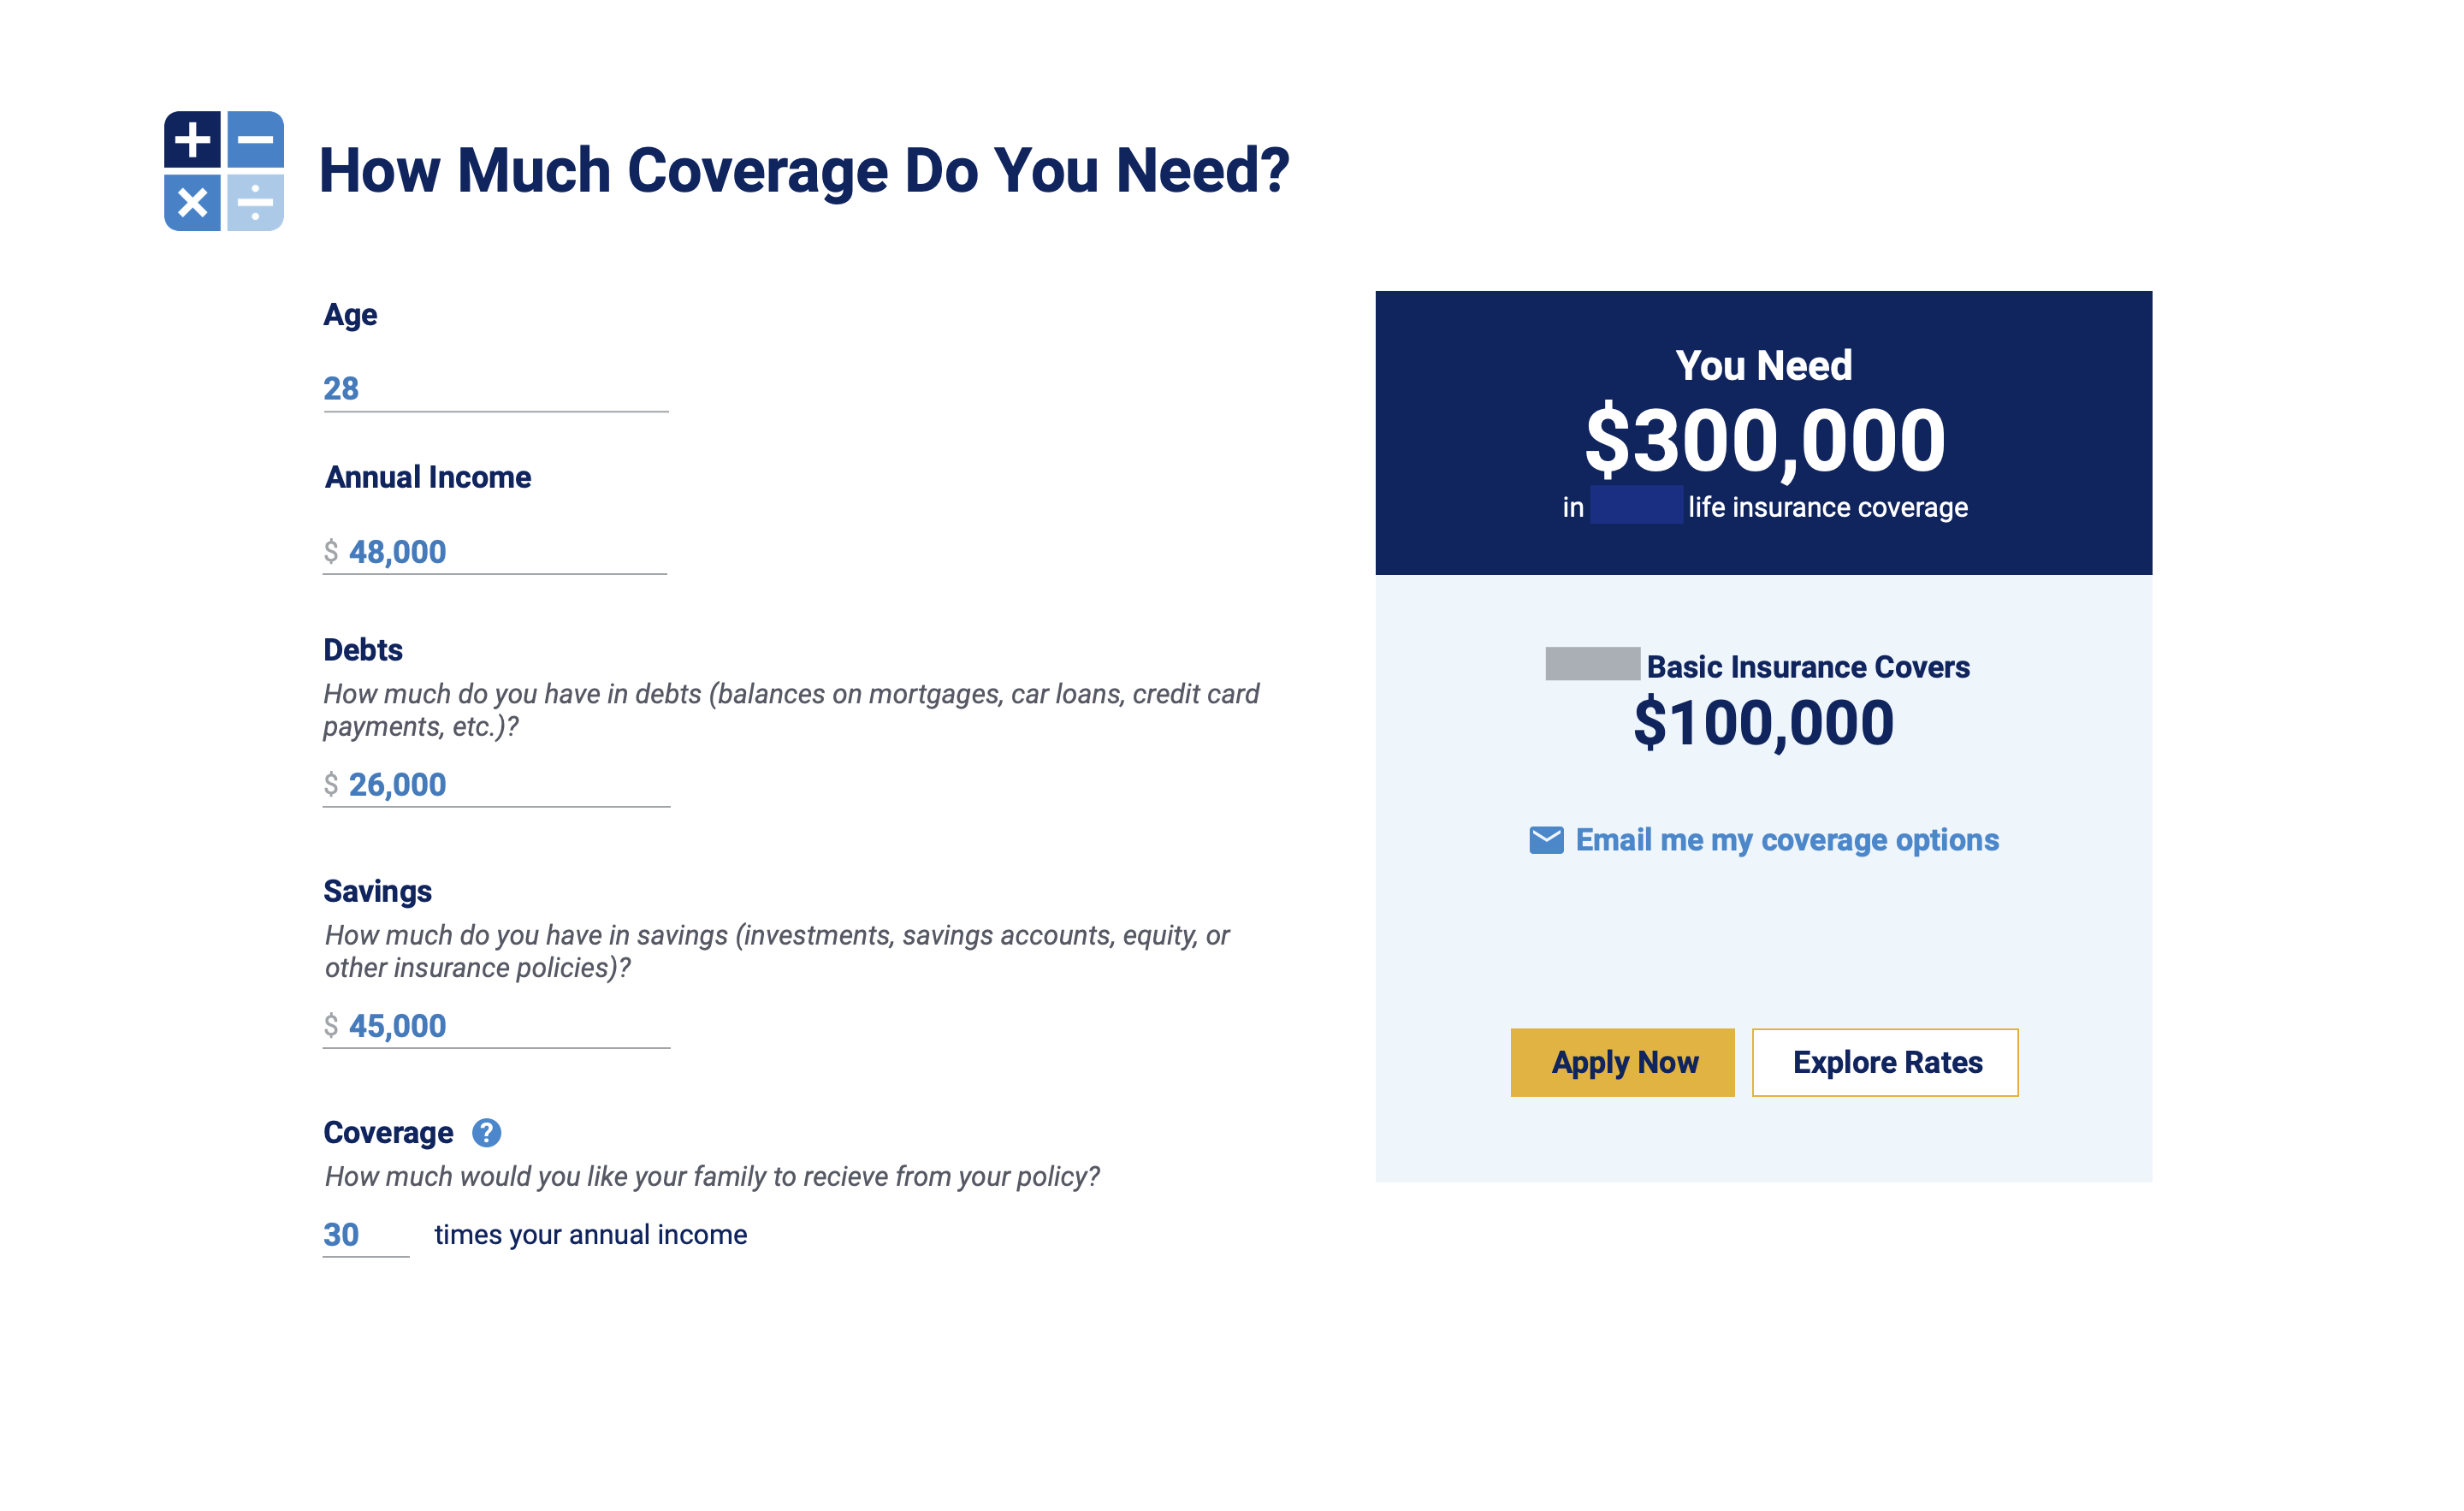 How Much Coverage Do You Need?
Age
28
Annual Income
$ 48,000
Debts
How much do you have in debts (balances on mortgages, car loans, credit card
payments, etc.)?
$ 26,000
Savings
How much do you have in savings (investments, savings accounts, equity, or
other insurance policies)?
$ 45,000
Coverage ?
How much would you like your family to recieve from your policy?
30 times your annual income
You Need
$300,000
in life insurance coverage
Basic Insurance Covers
$100,000
Email me my coverage options
Apply Now
Explore Rates